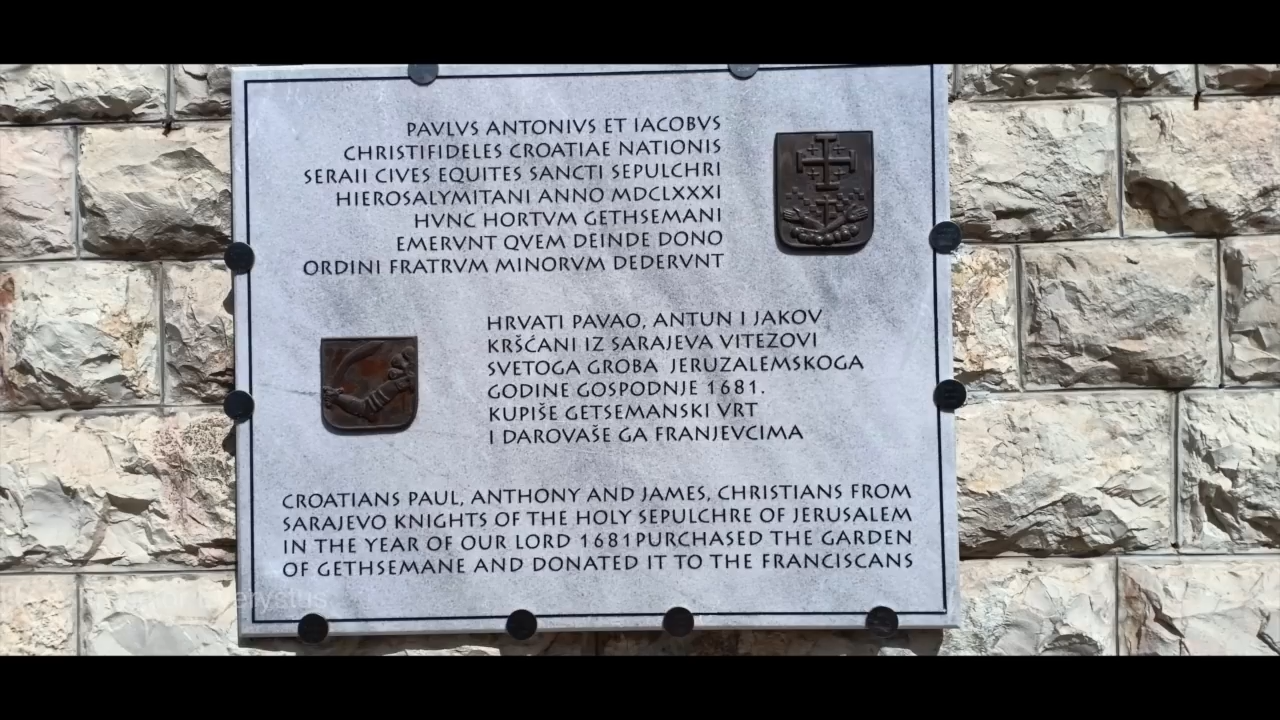 PAVLVS ANTONIVS ET IACOBVS
CHRISTIFIDELES CROATIAE NATIONIS
SERAII CIVES EQUITES SANCTI SEPULCHRI
HIEROSALYMITANI ANNO MDCLXXXI
HVNC HORTVM GETHSEMANI
EMERVNT QVEM DEINDE DONO
ORDINI FRATRVM MINORVM DEDERVNT
HRVATI PAVAO, ANTUN I JAKOV
KRŠĆANI IZ SARAJEVA VITEZOVI
SVETOGA GROBA JERUZALEMSKOGA
GODINE GOSPODNJE 1681.
KUPIŠE GETSEMANSKI VRT
I DAROVAŠE GA FRANJEVCIMA
CROATIANS PAUL, ANTHONY AND JAMES, CHRISTIANS FROM
SARAJEVO KNIGHTS OF THE HOLY SEPULCHRE OF JERUSALEM
IN THE YEAR OF OUR LORD 1681PURCHASED THE GARDEN
OF GETHSEMANE AND DONATED IT TO THE FRANCISCANS